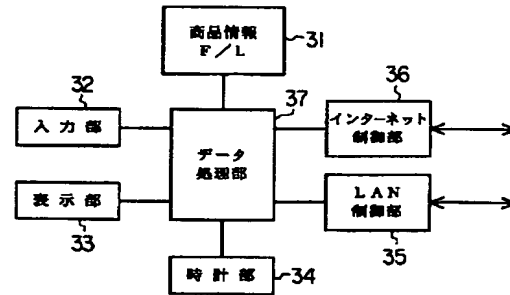 商品情報
F/L
31
32
入力部
37
データ
処理部
36
インターネット
制御部
表示部
33
LAN
制御部
35
時計部
34